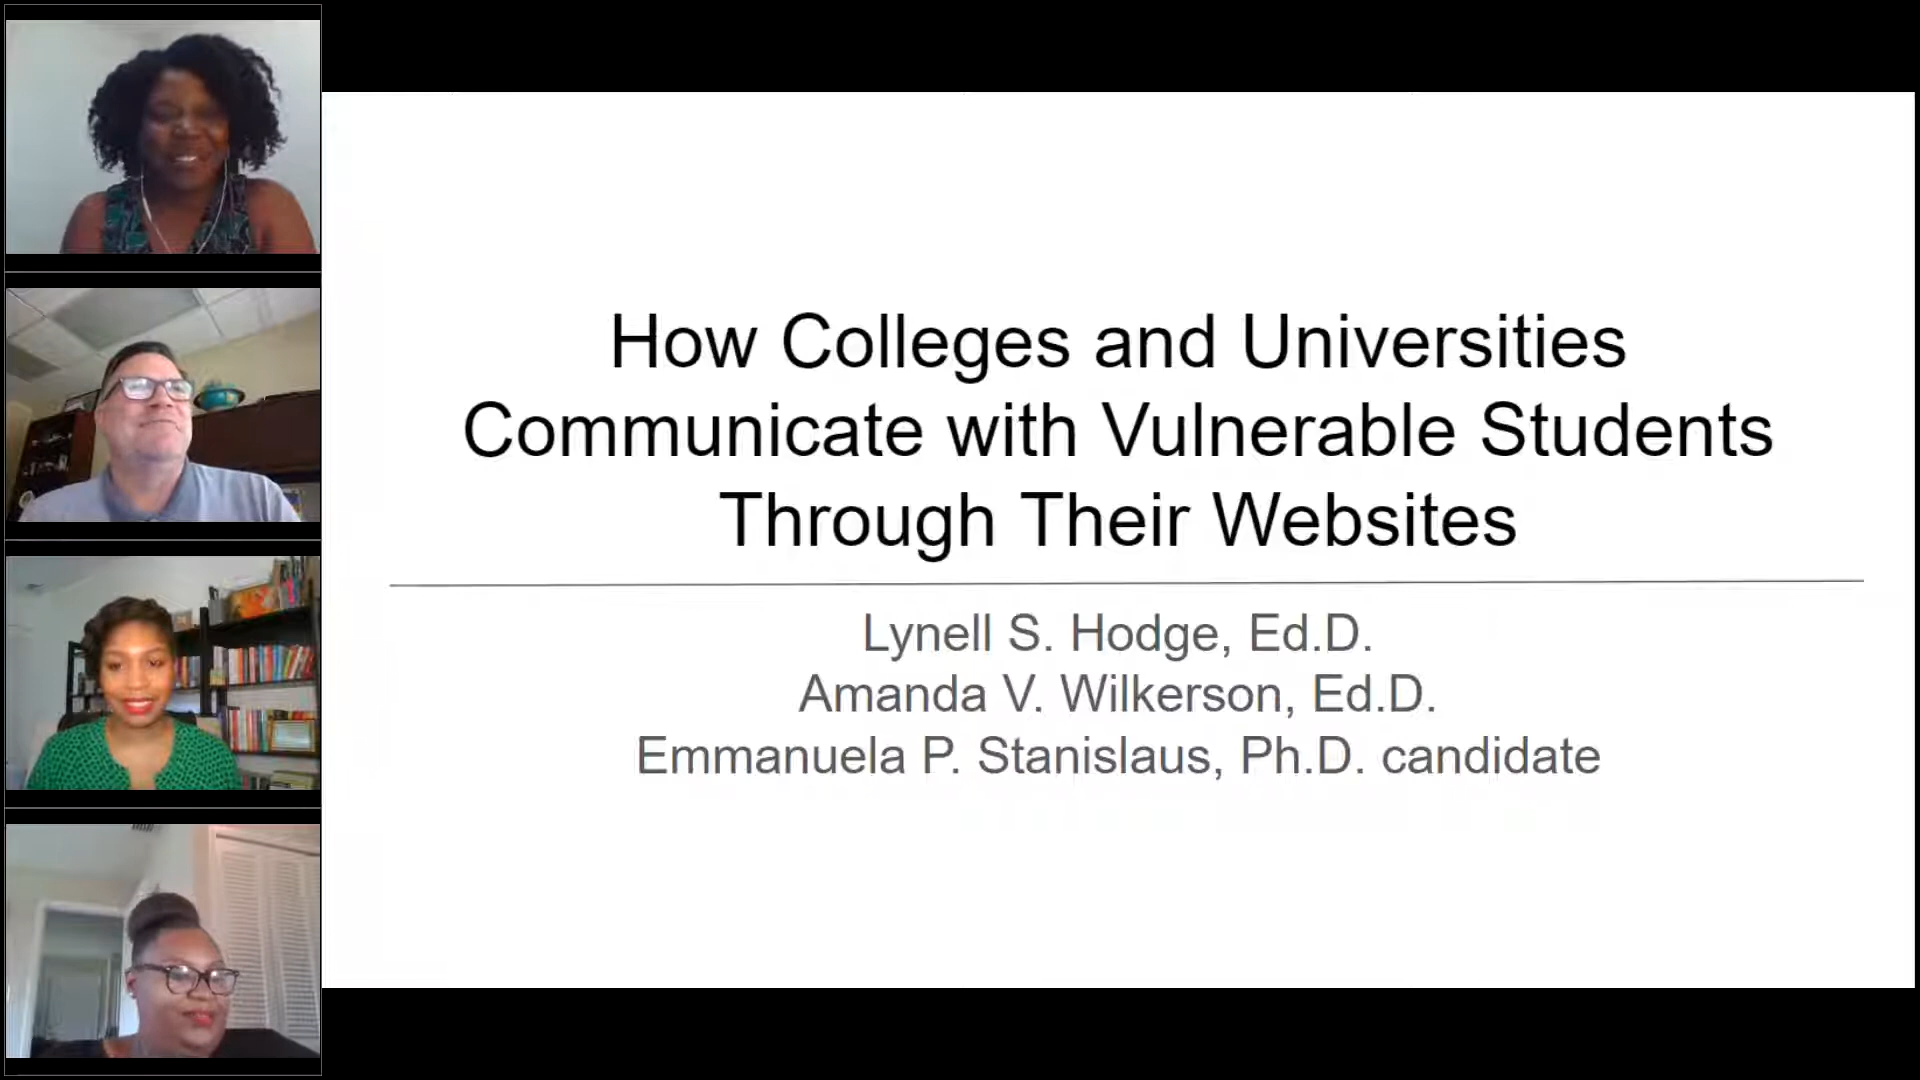 How Colleges and Universities
Communicate with Vulnerable Students
Through Their Websites
Lynell S. Hodge, Ed.D.
Amanda V. Wilkerson, Ed.D.
Emmanuela P. Stanislaus, Ph.D. candidate